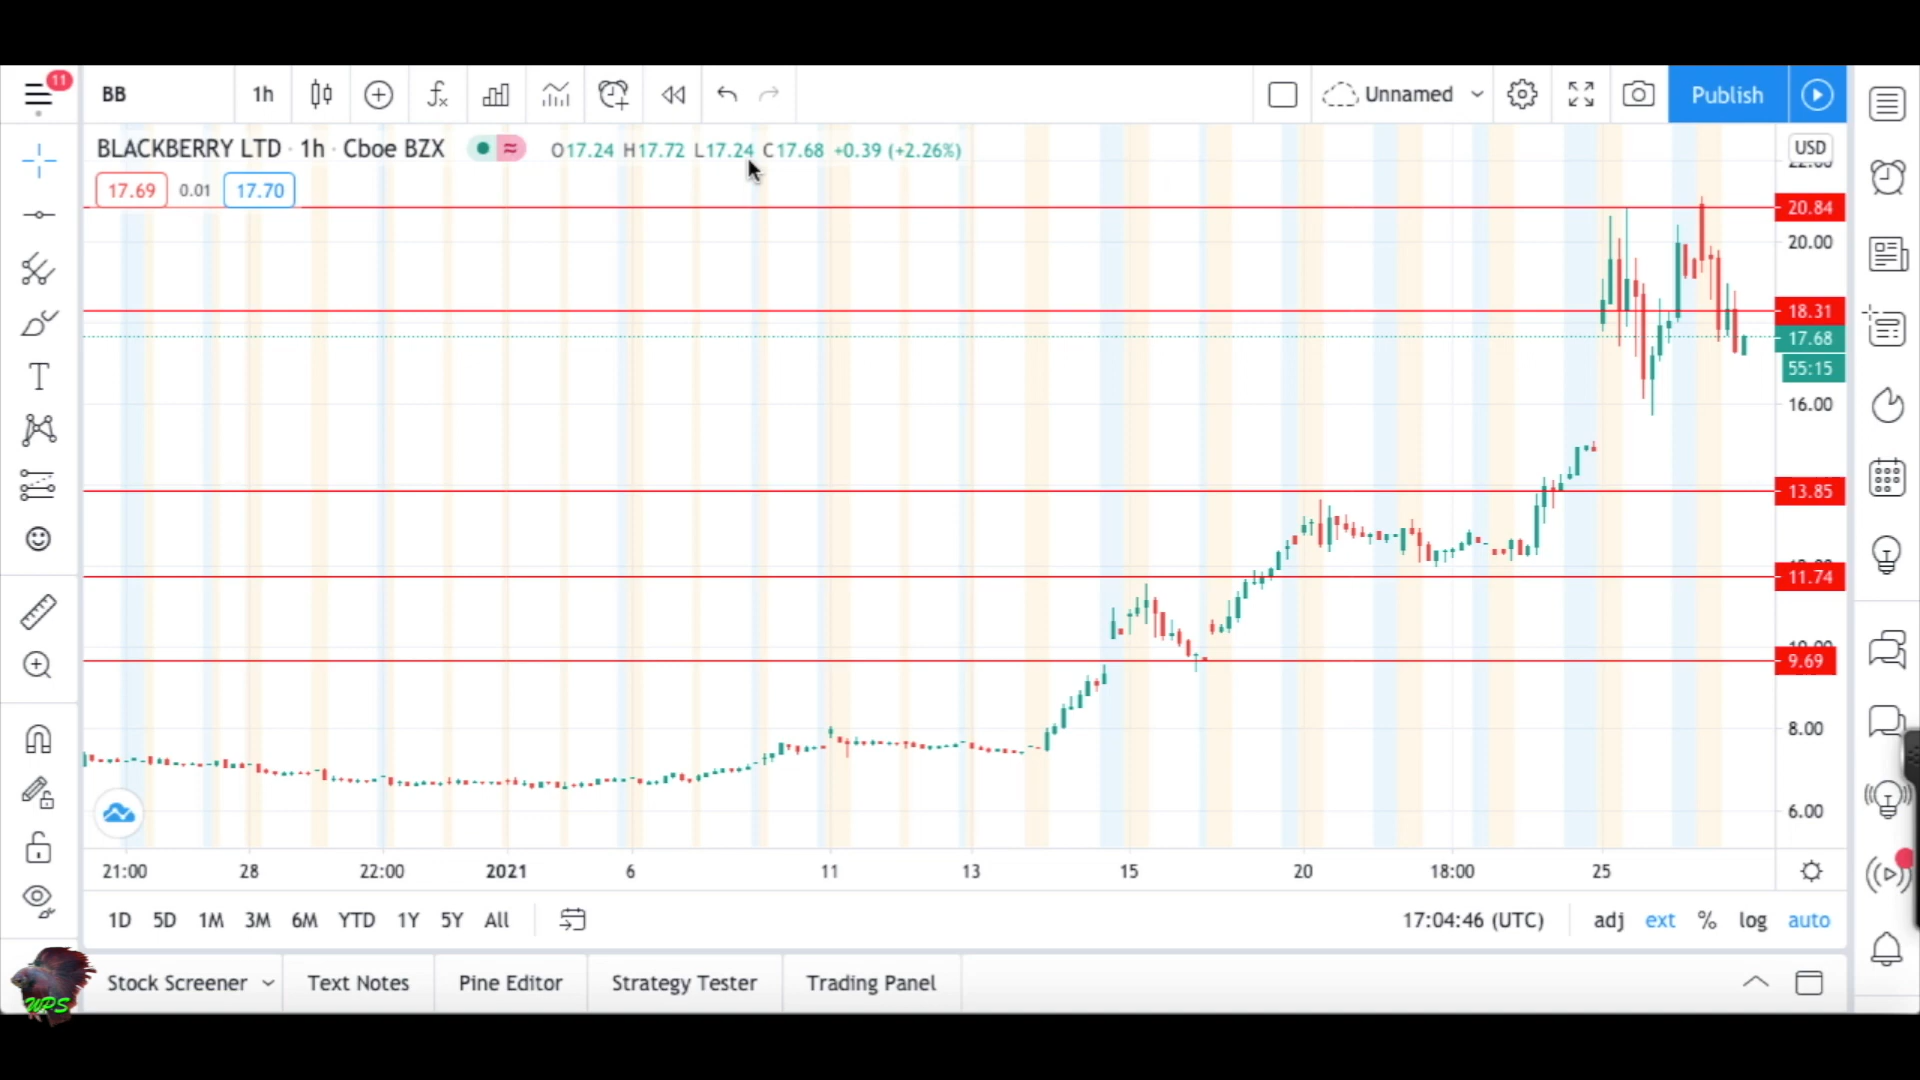 11
BB 1h Unnamed Publish
BLACKBERRY LTD · 1h · Cboe BZX O17.24 H17.72 L17.24 C17.68 +0.39 (+2.26%)
USD
17.69 0.01 17.70
20.84
20.00
18.31
17.68
55:15
16.00
13.85
11.74
9.69
8.00
6.00
21:00 28 22:00 2021 6 11 13 15 20 18:00 25
1D 5D 1M 3M 6M YTD 1Y 5Y All 17:04:46 (UTC) adj ext % log auto
WPS
Stock Screener Text Notes Pine Editor Strategy Tester Trading Panel